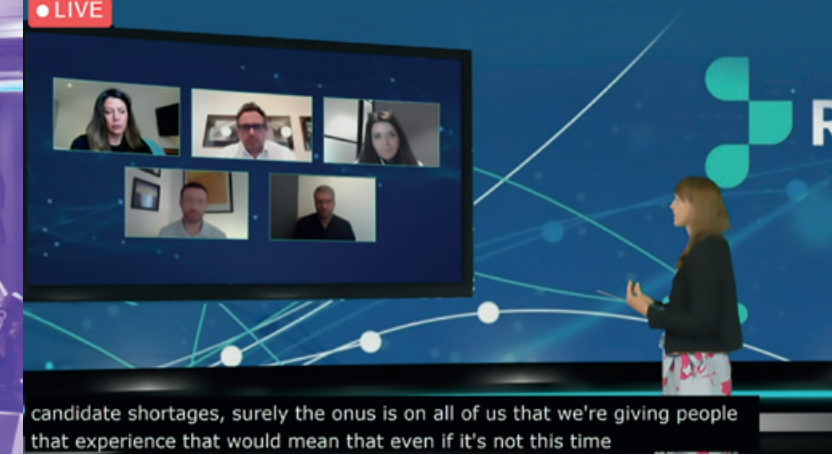 LIVE
R
candidate shortages, surely the onus is on all of us that we're giving people
that experience that would mean that even if it's not this time